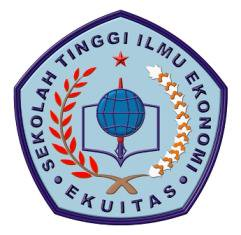 SEKOLAH TINGGI ILMU EKONOMI
• EKUITAS •